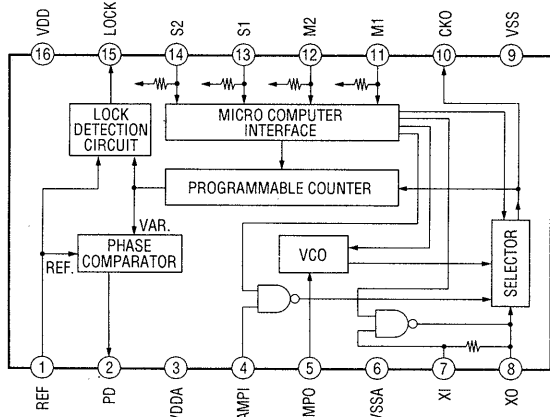 VDD
LOCK
S2
S1
M2
M1
CKO
VSS
16
15
14
13
12
11
10
9
LOCK
DETECTION
CIRCUIT
MICRO COMPUTER
INTERFACE
PROGRAMMABLE COUNTER
VAR.
REF.
PHASE
COMPARATOR
VCO
SELECTOR
1
2
3
4
5
6
7
8
REF
PD
VDDA
AMPI
MPO
VSSA
XI
XO